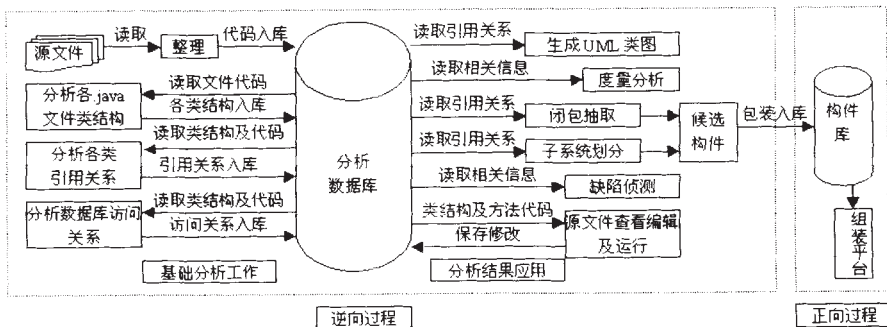 源文件
读取
整理
代码入库
读取文件代码
分析各.java
文件类结构
各类结构入库
读取类结构及代码
分析各类
引用关系
引用关系入库
读取类结构及代码
分析数据库访问
关系
访问关系入库
基础分析工作
分析
数据库
读取引用关系
生成UML类图
读取相关信息
度量分析
读取引用关系
闭包抽取
读取引用关系
子系统划分
候选
构件
包装入库
读取相关信息
缺陷侦测
类结构及方法代码
源文件查看编辑
及运行
保存修改
分析结果应用
逆向过程
构件
库
组装平台
正向过程